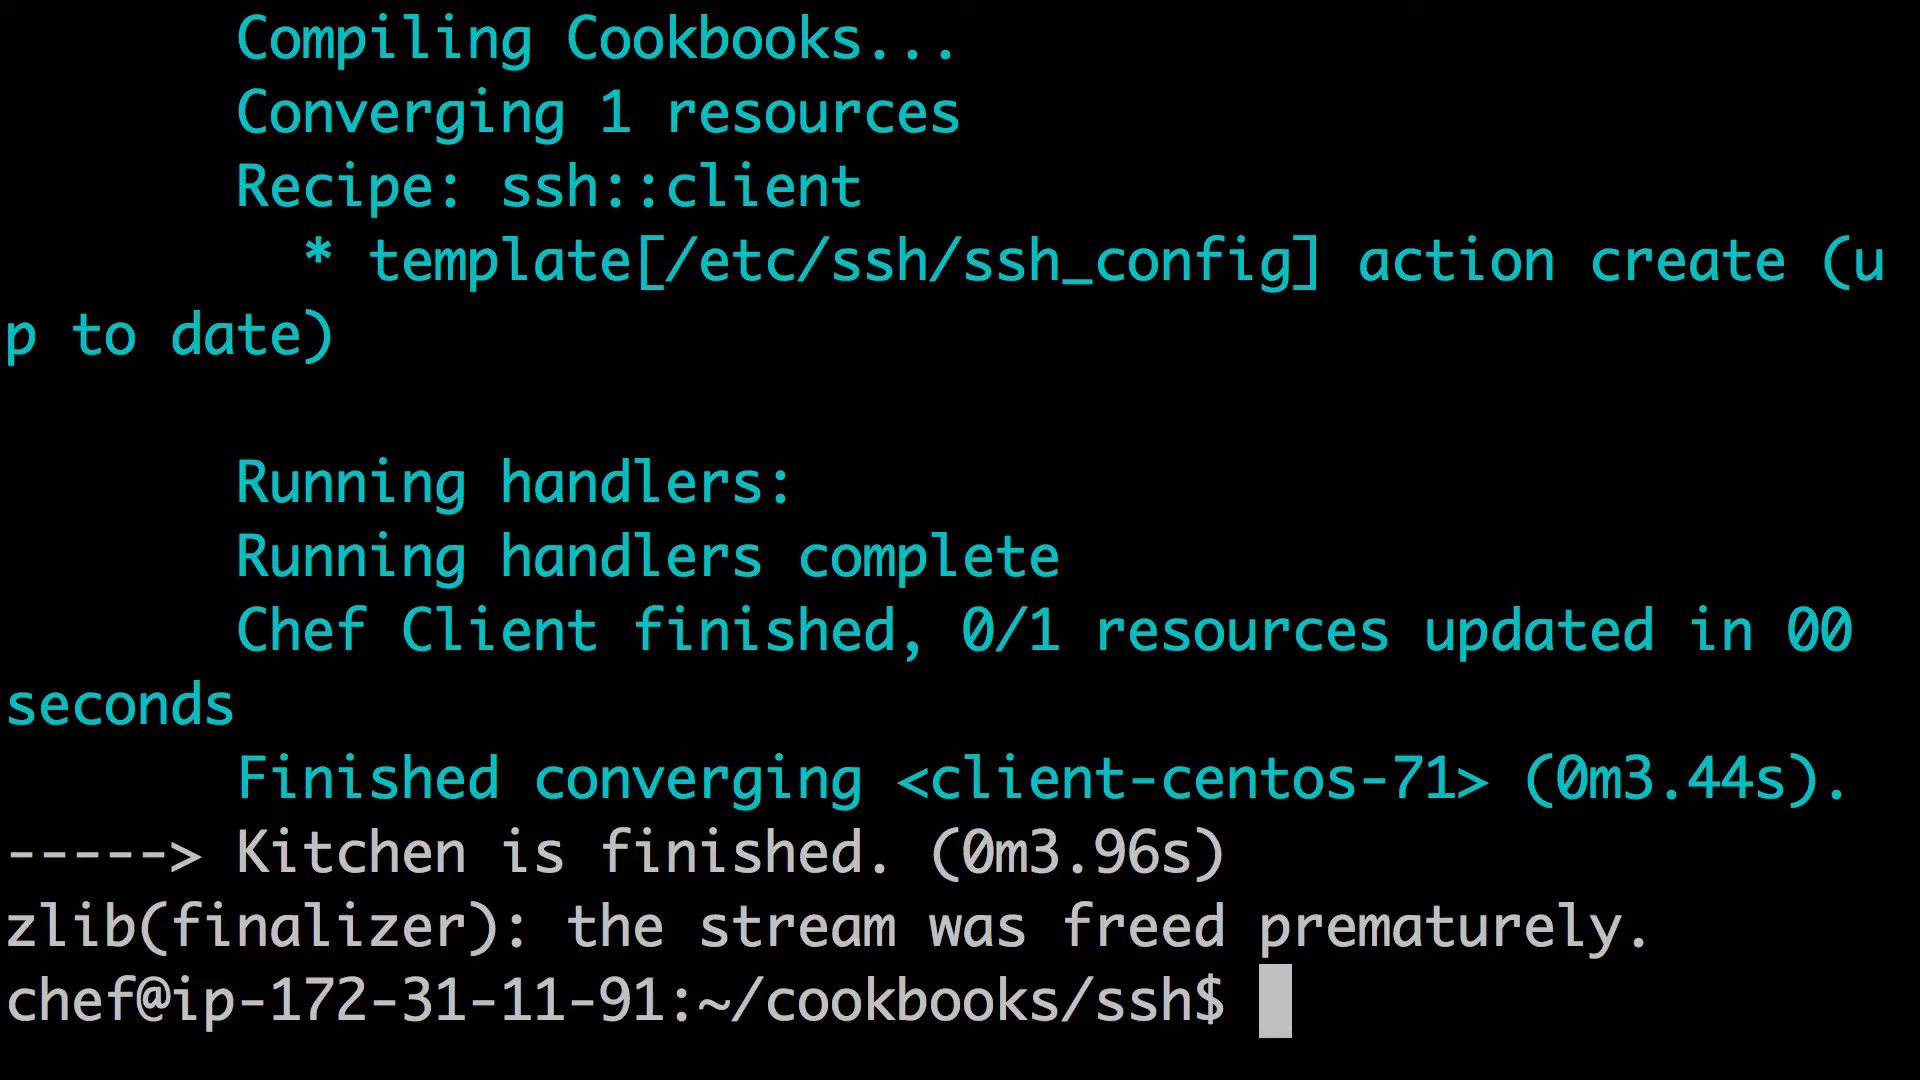 Compiling Cookbooks...
Converging 1 resources
Recipe: ssh::client
* template[/etc/ssh/ssh_config] action create (u
p to date)
Running handlers:
Running handlers complete
Chef Client finished, 0/1 resources updated in 00
seconds
Finished converging <client-centos-71> (0m3.44s).
-----> Kitchen is finished. (0m3.96s)
zlib(finalizer): the stream was freed prematurely.
chef@ip-172-31-11-91:~/cookbooks/ssh$